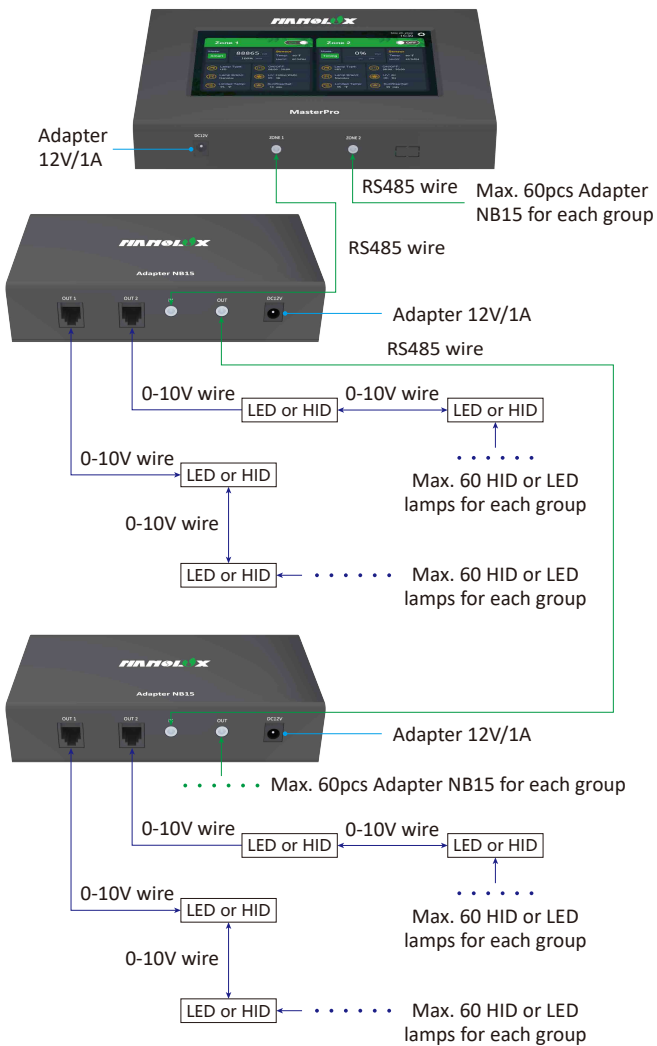 NANOLUX
Zone 1
Zone 2
88865
0%
MasterPro
DC12V
ZONE 1
ZONE 2
Adapter
12V/1A
RS485 wire
Max. 60pcs Adapter
NB15 for each group
RS485 wire
NANOLUX
Adapter NB15
OUT 1
OUT 2
IN
OUT
DC12V
Adapter 12V/1A
RS485 wire
0-10V wire
0-10V wire
LED or HID
LED or HID
Max. 60 HID or LED
lamps for each group
0-10V wire
LED or HID
0-10V wire
LED or HID
Max. 60 HID or LED
lamps for each group
NANOLUX
Adapter NB15
OUT 1
OUT 2
IN
OUT
DC12V
Adapter 12V/1A
Max. 60pcs Adapter NB15 for each group
0-10V wire
0-10V wire
LED or HID
LED or HID
Max. 60 HID or LED
lamps for each group
0-10V wire
LED or HID
0-10V wire
LED or HID
Max. 60 HID or LED
lamps for each group